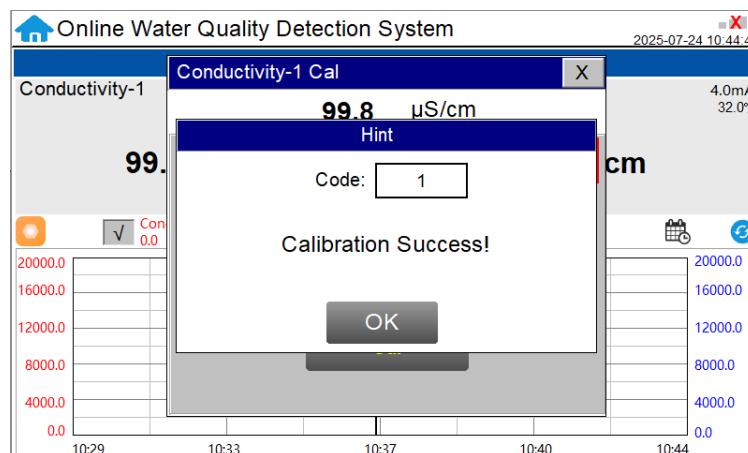 Online Water Quality Detection System
X
2025-07-24 10:44:4
Conductivity-1 Cal
X
Conductivity-1
4.0mA
32.0°
99.8 µS/cm
Hint
99.
cm
Code: 1
√
Con
0.0
Calibration Success!
OK
20000.0
16000.0
12000.0
8000.0
4000.0
0.0
20000.0
16000.0
12000.0
8000.0
4000.0
0.0
10:29 10:33 10:37 10:40 10:44